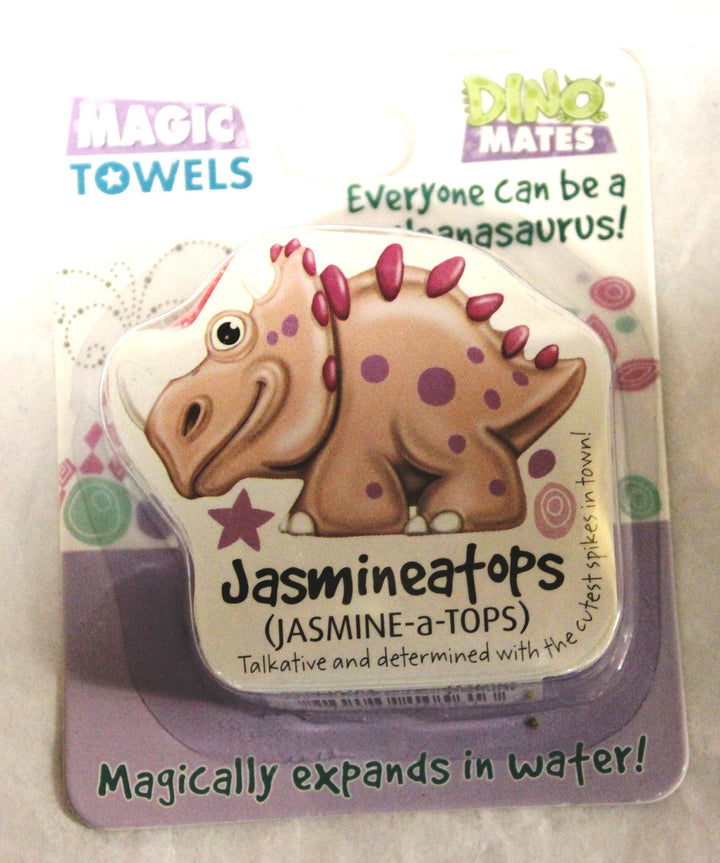 MAGIC
TOWELS
DINO
MATES
Everyone can be a
Jasmineatops
(JASMINE-a-TOPS)
Talkative and determined with the cutest spikes in town!
Magically expands in water!